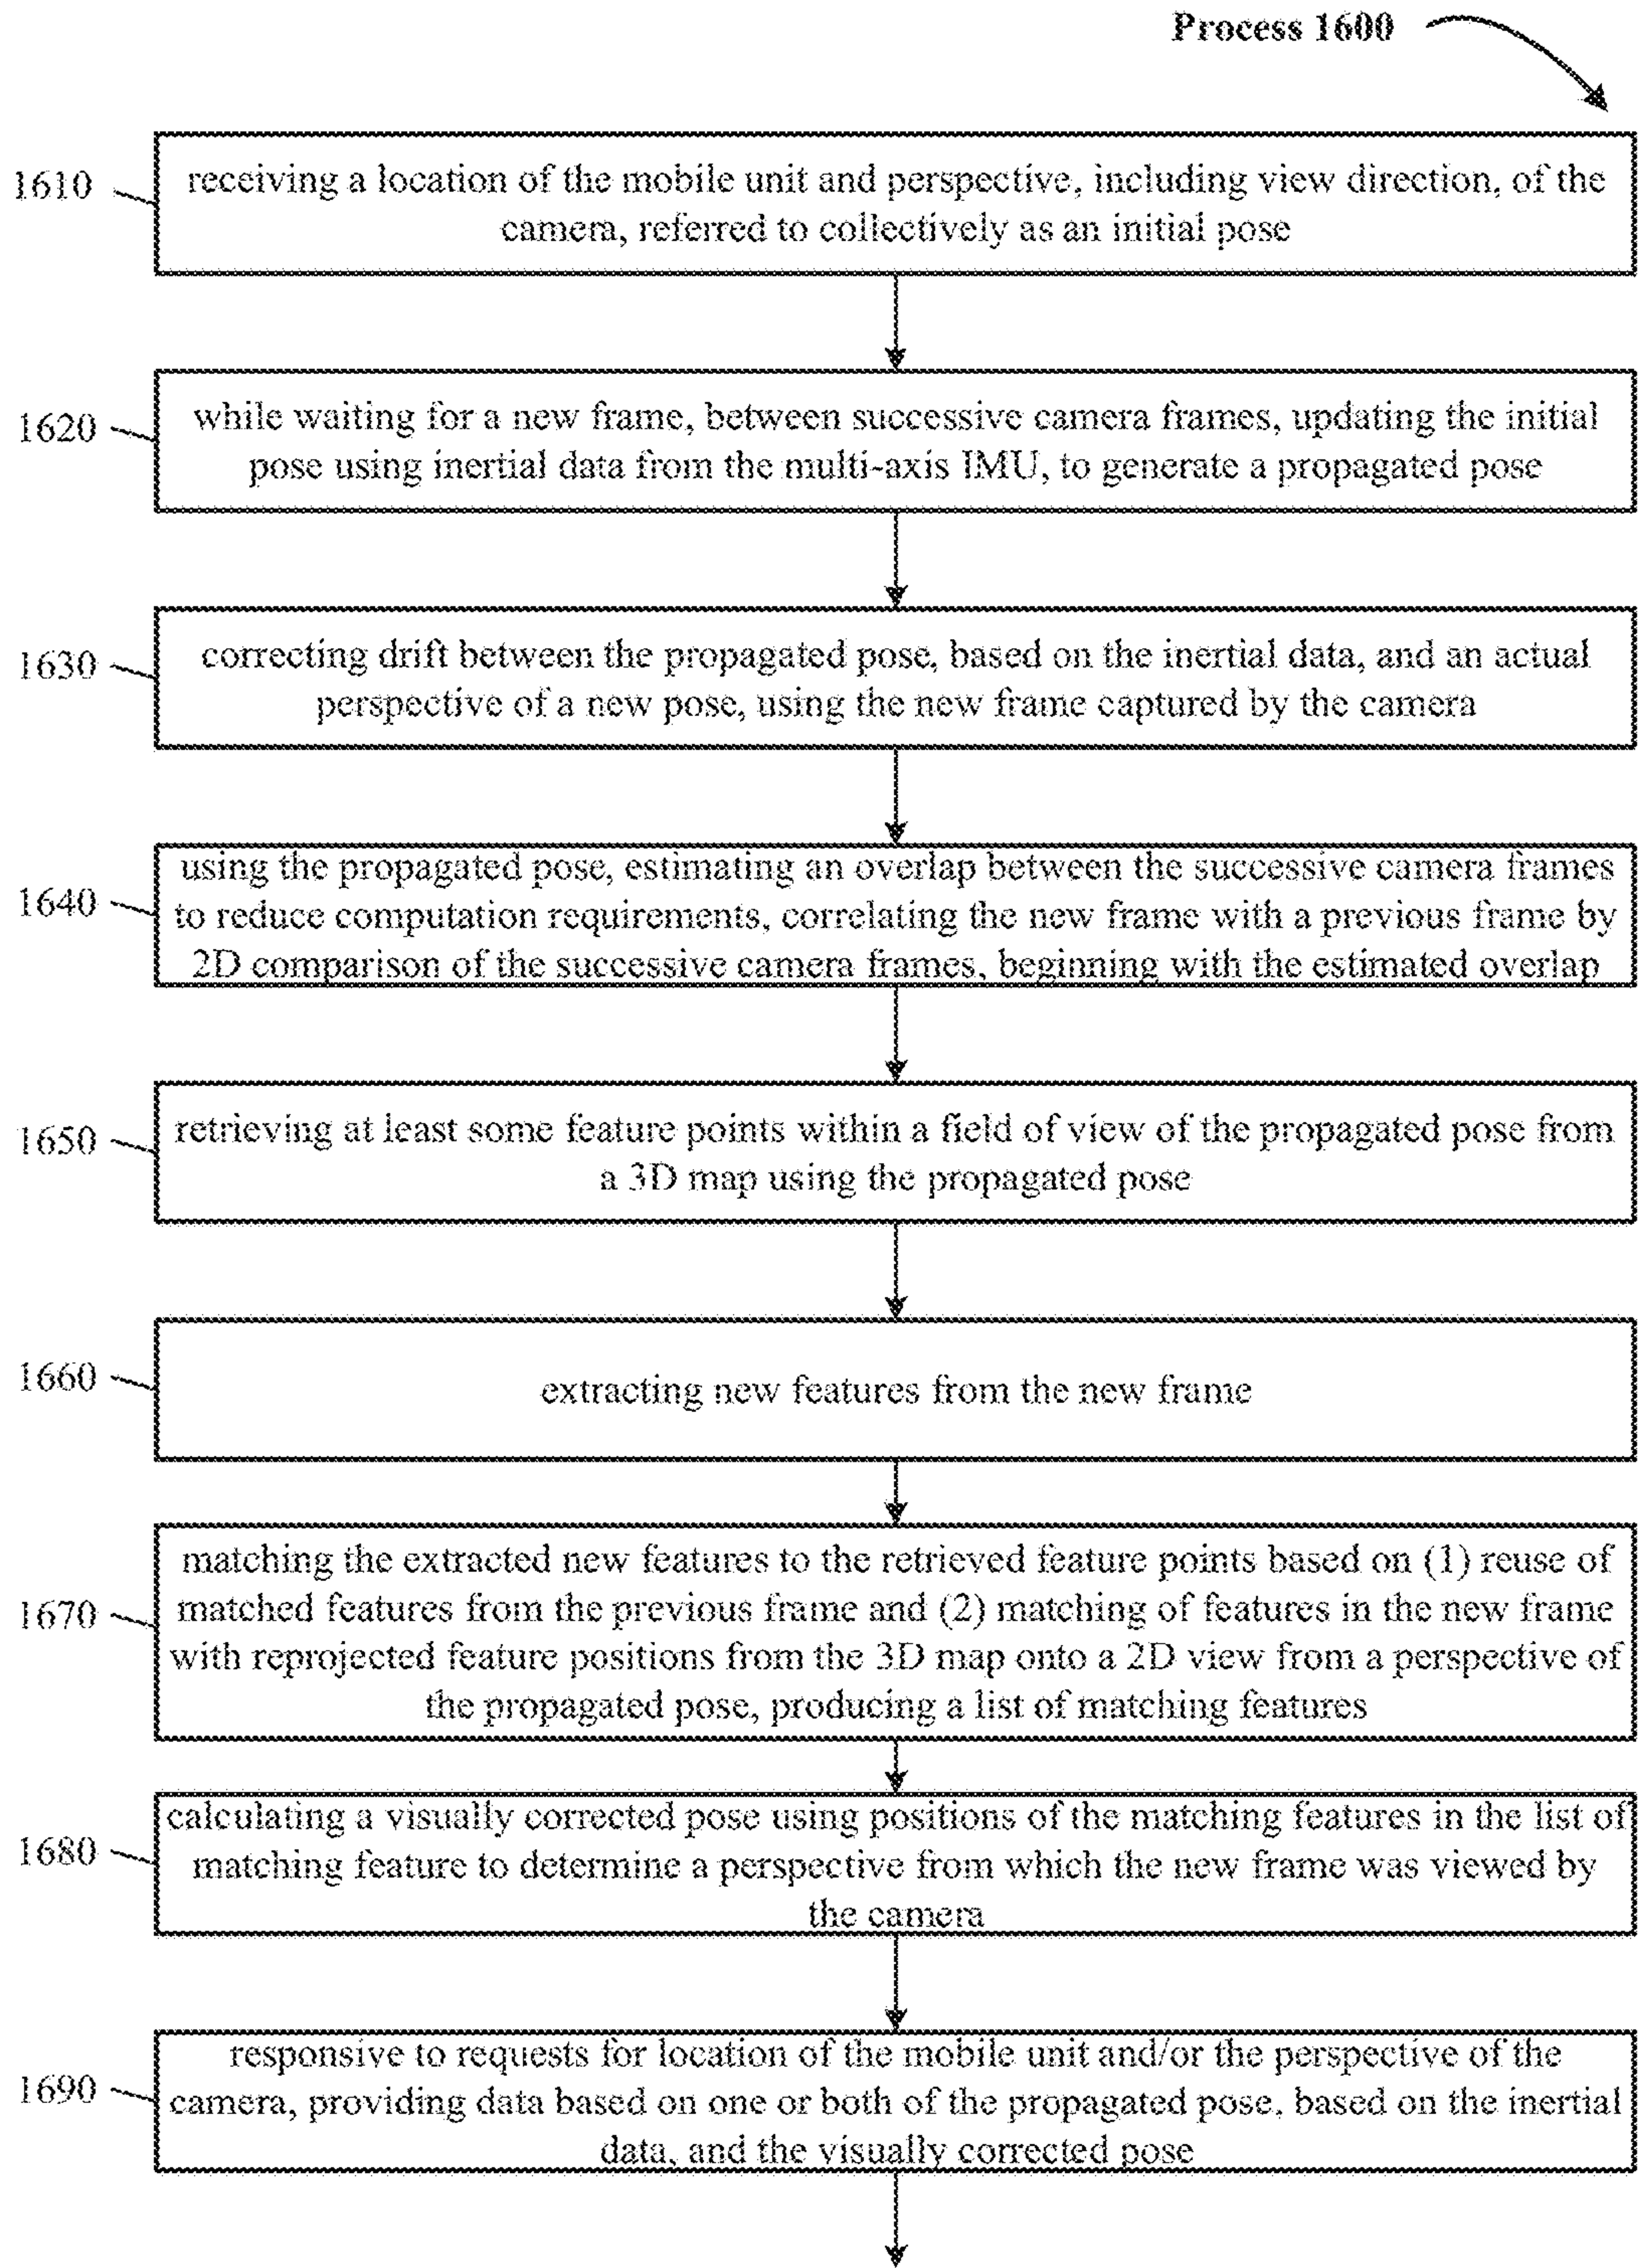 Process 1600
1610
receiving a location of the mobile unit and perspective, including view direction, of the
camera, referred to collectively as an initial pose
1620
while waiting for a new frame, between successive camera frames, updating the initial
pose using inertial data from the multi-axis IMU, to generate a propagated pose
1630
correcting drift between the propagated pose, based on the inertial data, and an actual
perspective of a new pose, using the new frame captured by the camera
1640
using the propagated pose, estimating an overlap between the successive camera frames
to reduce computation requirements, correlating the new frame with a previous frame by
2D comparison of the successive camera frames, beginning with the estimated overlap
1650
retrieving at least some feature points within a field of view of the propagated pose from
a 3D map using the propagated pose
1660
extracting new features from the new frame
1670
matching the extracted new features to the retrieved feature points based on (1) reuse of
matched features from the previous frame and (2) matching of features in the new frame
with reprojected feature positions from the 3D map onto a 2D view from a perspective of
the propagated pose, producing a list of matching features
1680
calculating a visually corrected pose using positions of the matching features in the list of
matching feature to determine a perspective from which the new frame was viewed by
the camera
1690
responsive to requests for location of the mobile unit and/or the perspective of the
camera, providing data based on one or both of the propagated pose, based on the inertial
data, and the visually corrected pose